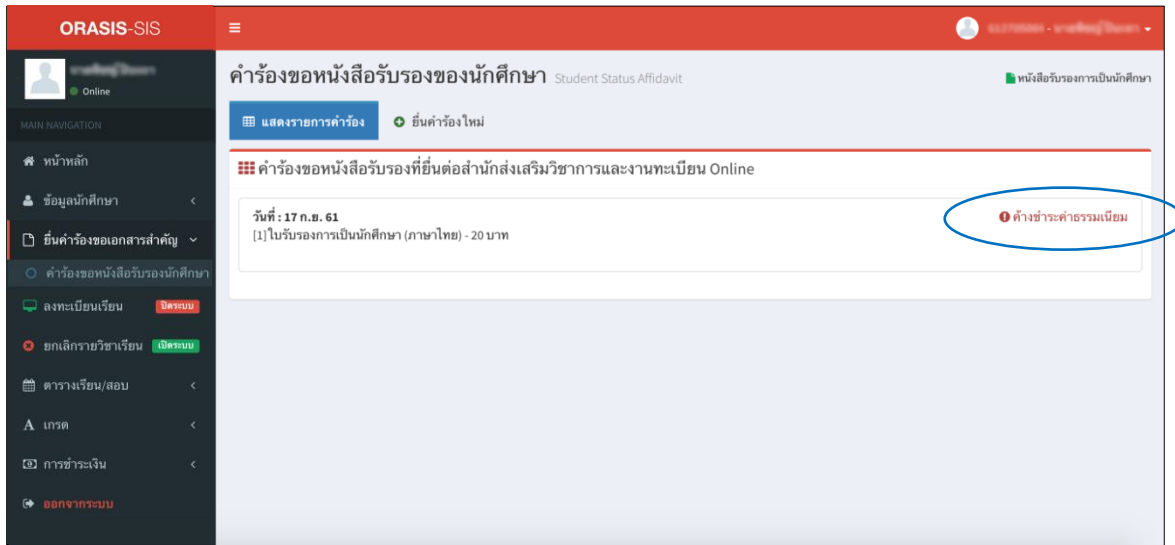 ORASIS-SIS
Online
MAIN NAVIGATION
หน้าหลัก
ข้อมูลนักศึกษา
ยื่นคำร้องขอเอกสารสำคัญ
คำร้องขอหนังสือรับรองนักศึกษา
ลงทะเบียนเรียน ปิดระบบ
ยกเลิกรายวิชาเรียน เปิดระบบ
ตารางเรียน/สอบ
เกรด
การชำระเงิน
ออกจากระบบ
คำร้องขอหนังสือรับรองของนักศึกษา Student Status Affidavit
หนังสือรับรองการเป็นนักศึกษา
แสดงรายการคำร้อง ยื่นคำร้องใหม่
คำร้องขอหนังสือรับรองที่ยื่นต่อสำนักส่งเสริมวิชาการและงานทะเบียน Online
วันที่ : 17 ก.ย. 61
ค้างชำระค่าธรรมเนียม
[1] ใบรับรองการเป็นนักศึกษา (ภาษาไทย) - 20 บาท